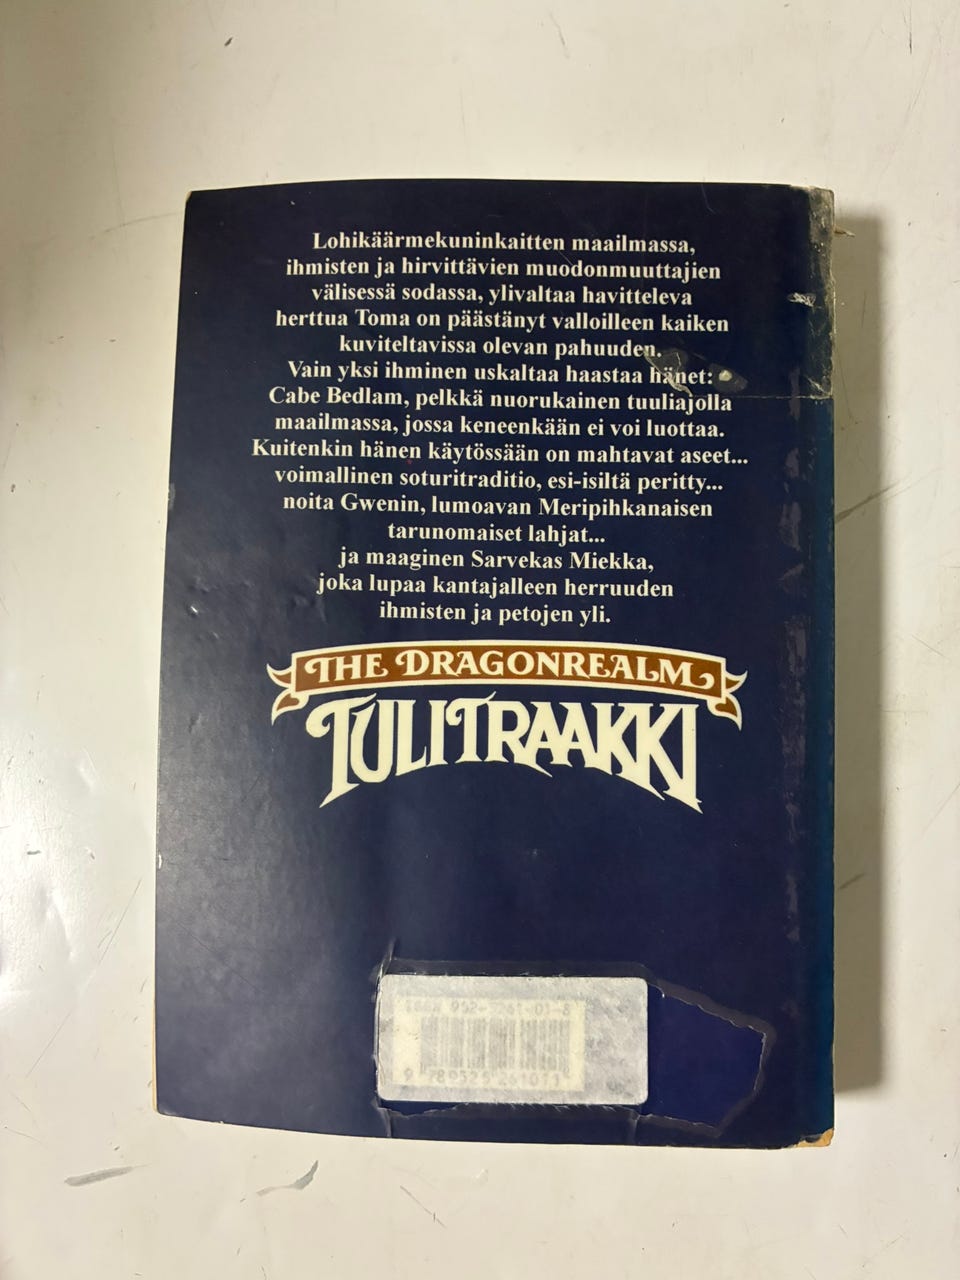 Lohikäärmekuninkaitten maailmassa,
ihmisten ja hirvittävien muodonmuuttajien
välisessä sodassa, ylivaltaa havitteleva
herttua Toma on päästänyt valloilleen kaiken
kuviteltavissa olevan pahuuden.
Vain yksi ihminen uskaltaa haastaa hänet:
Cabe Bedlam, pelkkä nuorukainen tuuliajolla
maailmassa, jossa keneenkään ei voi luottaa.
Kuitenkin hänen käytössään on mahtavat aseet...
voimallinen soturitraditio, esi-isiltä peritty...
noita Gwenin, lumoavan Meripihkanaisen
tarunomaiset lahjat...
ja maaginen Sarvekas Miekka,
joka lupaa kantajalleen herruuden
ihmisten ja petojen yli.
THE DRAGONREALM
TULITRAAKKI
ISBN